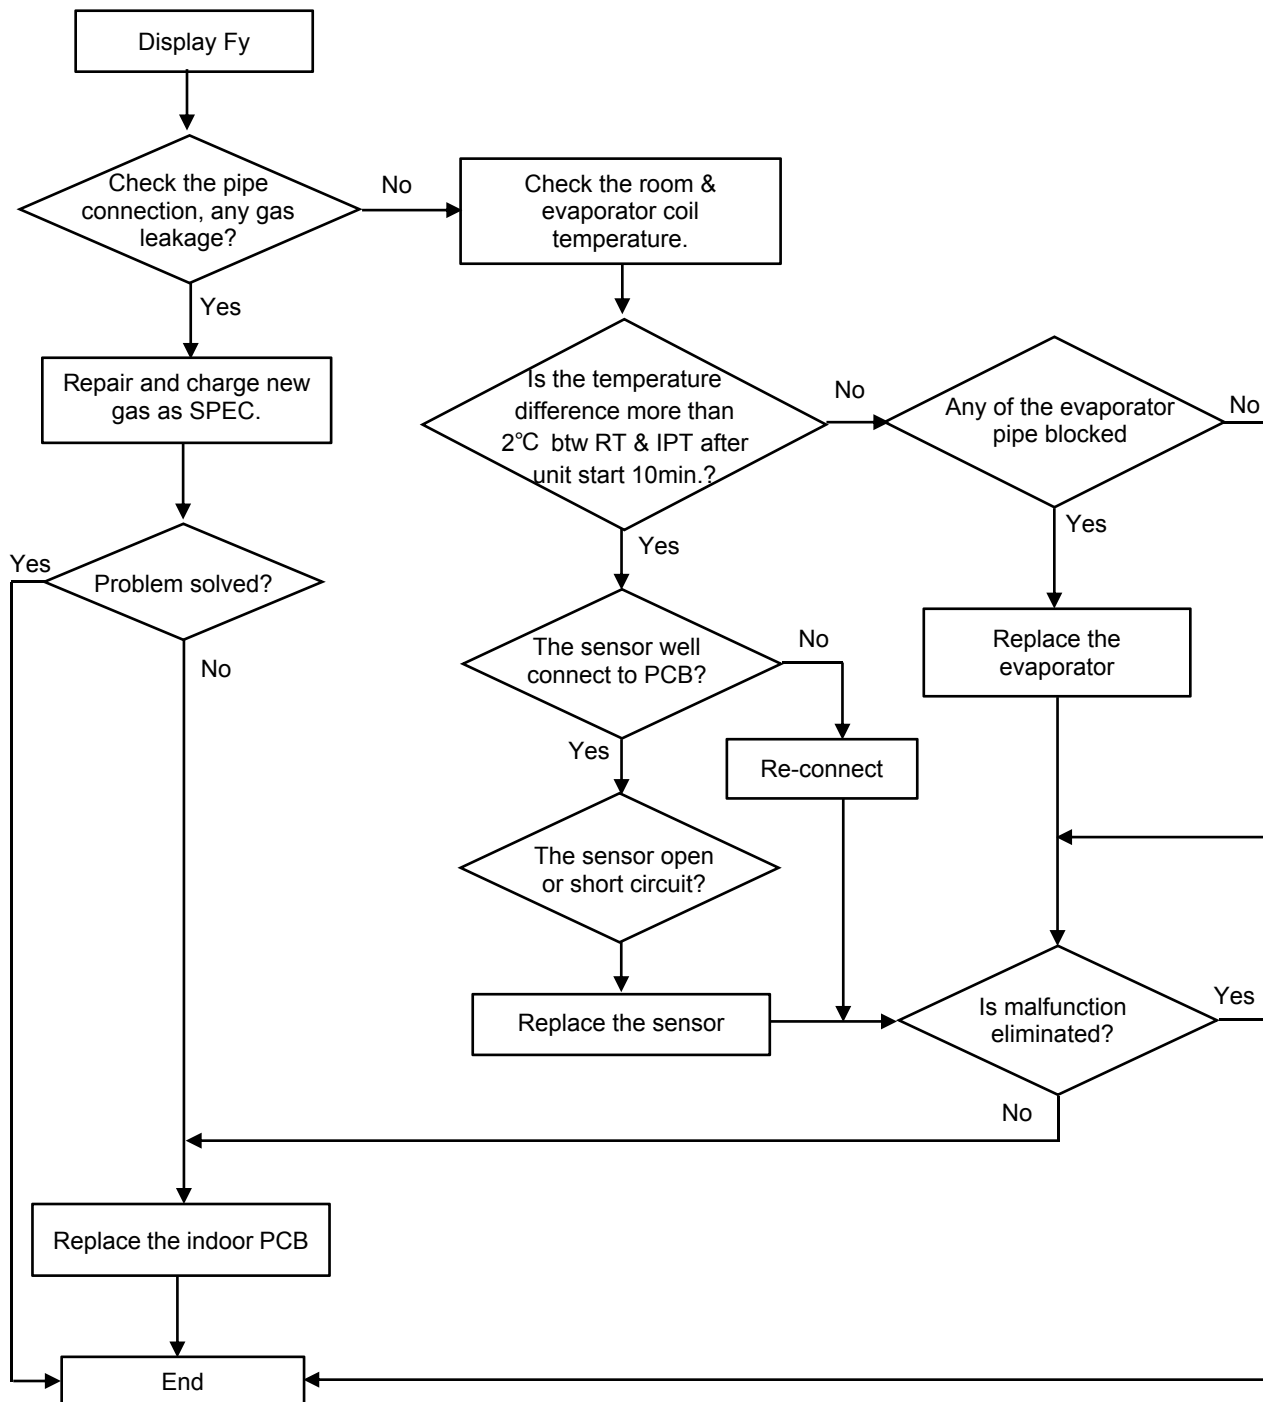 Display Fy
Check the pipe
connection, any gas
leakage?
No
Check the room &
evaporator coil
temperature.
Yes
Repair and charge new
gas as SPEC.
Is the temperature
difference more than
2℃ btw RT & IPT after
unit start 10min.?
No
Any of the evaporator
pipe blocked
No
Yes
Problem solved?
Yes
Yes
No
The sensor well
connect to PCB?
No
Replace the
evaporator
Yes
Re-connect
The sensor open
or short circuit?
Replace the sensor
Is malfunction
eliminated?
Yes
No
Replace the indoor PCB
End